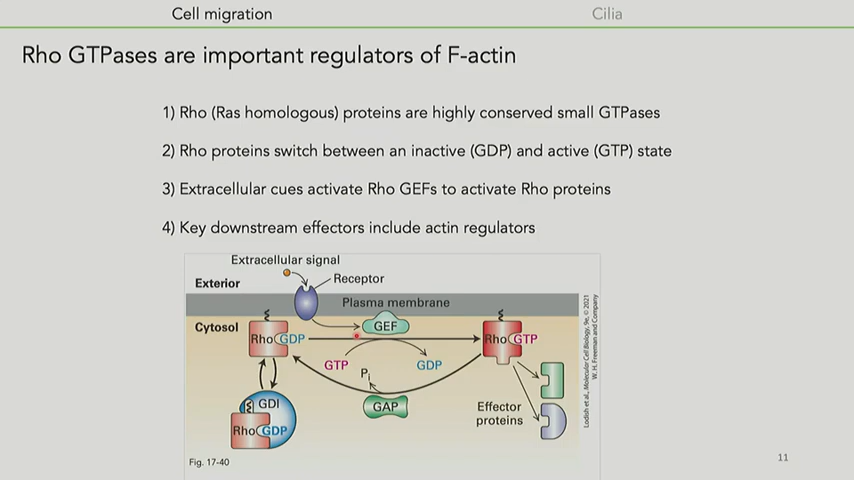 Cell migration
Cilia
Rho GTPases are important regulators of F-actin
1) Rho (Ras homologous) proteins are highly conserved small GTPases
2) Rho proteins switch between an inactive (GDP) and active (GTP) state
3) Extracellular cues activate Rho GEFs to activate Rho proteins
4) Key downstream effectors include actin regulators
Extracellular signal
Exterior
Receptor
Plasma membrane
Cytosol
GEF
Rho GDP
Rho GTP
GTP
GDP
Pi
GDI
GAP
Rho GDP
Effector
proteins
Fig. 17-40
Lodish et al., Molecular Cell Biology, 9e, © 2021
W. H. Freeman and Company
11